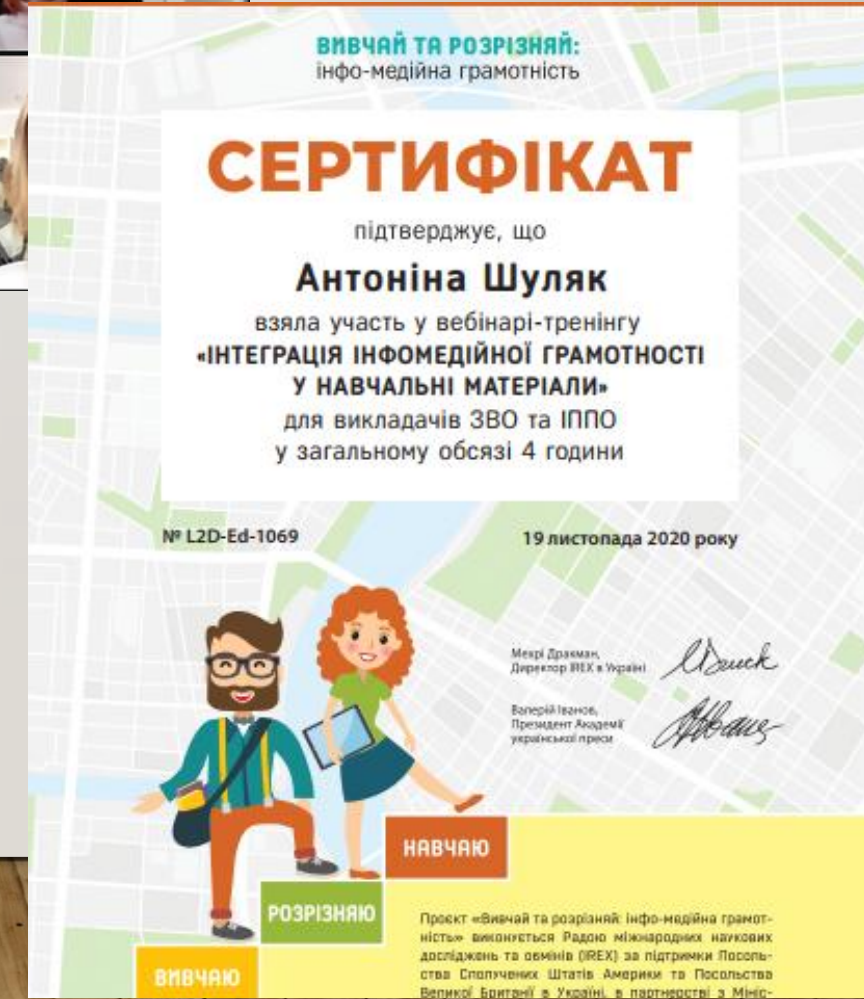 ВИВЧАЙ ТА РОЗРІЗНЯЙ:
інфо-медійна грамотність
СЕРТИФІКАТ
підтверджує, що
Антоніна Шуляк
взяла участь у вебінарі-тренінгу
«ІНТЕГРАЦІЯ ІНФОМЕДІЙНОЇ ГРАМОТНОСТІ
У НАВЧАЛЬНІ МАТЕРІАЛИ»
для викладачів ЗВО та ІППО
у загальному обсязі 4 години
№ L2D-Ed-1069
19 листопада 2020 року
Мехрі Дракман,
Директор IREX в Україні
Валерій Іванов,
Президент Академії
української преси
НАВЧАЮ
РОЗРІЗНЯЮ
ВИВЧАЮ
Проєкт «Вивчай та розрізняй: інфо-медійна грамот-
ність» виконується Радою міжнародних наукових
досліджень та обмінів (IREX) за підтримки Посоль-
ства Сполучених Штатів Америки та Посольства
Великої Британії в Україні, в партнерстві з Мініс-